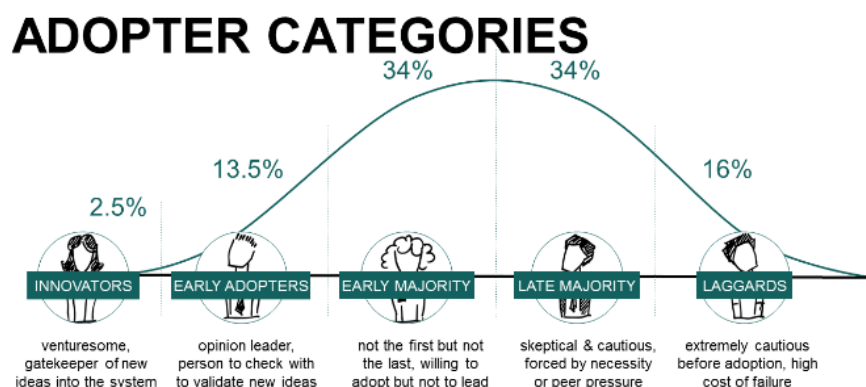 ADOPTER CATEGORIES
34%
34%
13.5%
16%
2.5%
INNOVATORS
EARLY ADOPTERS
EARLY MAJORITY
LATE MAJORITY
LAGGARDS
venturesome,
gatekeeper of new
ideas into the system
opinion leader,
person to check with
to validate new ideas
not the first but not
the last, willing to
adopt but not to lead
skeptical & cautious,
forced by necessity
or peer pressure
extremely cautious
before adoption, high
cost of failure